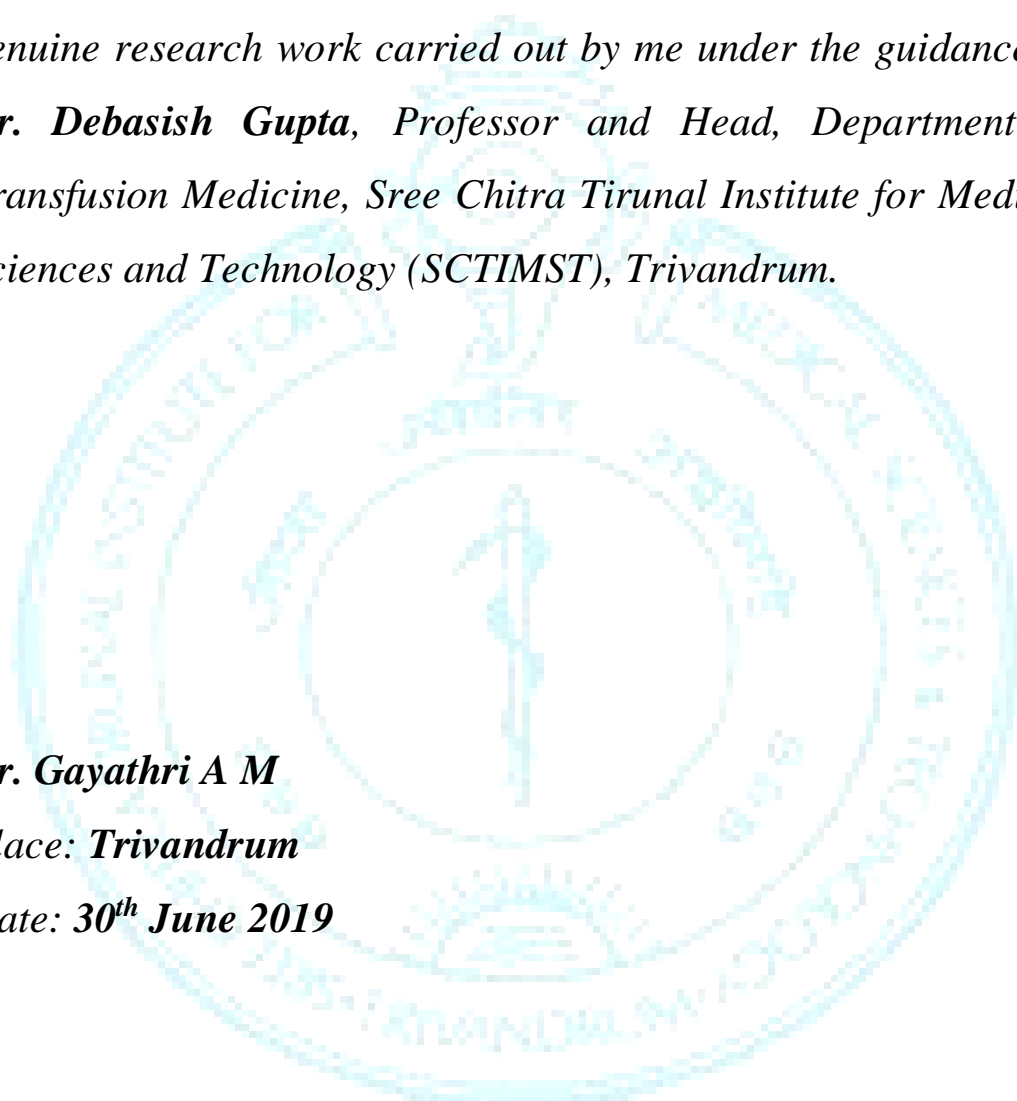 enuine research work carried out by me under the guidance
r. Debasish Gupta, Professor and Head, Department
ransfusion Medicine, Sree Chitra Tirunal Institute for Medi
ciences and Technology (SCTIMST), Trivandrum.
r. Gayathri A M
lace: Trivandrum
ate: 30th June 2019